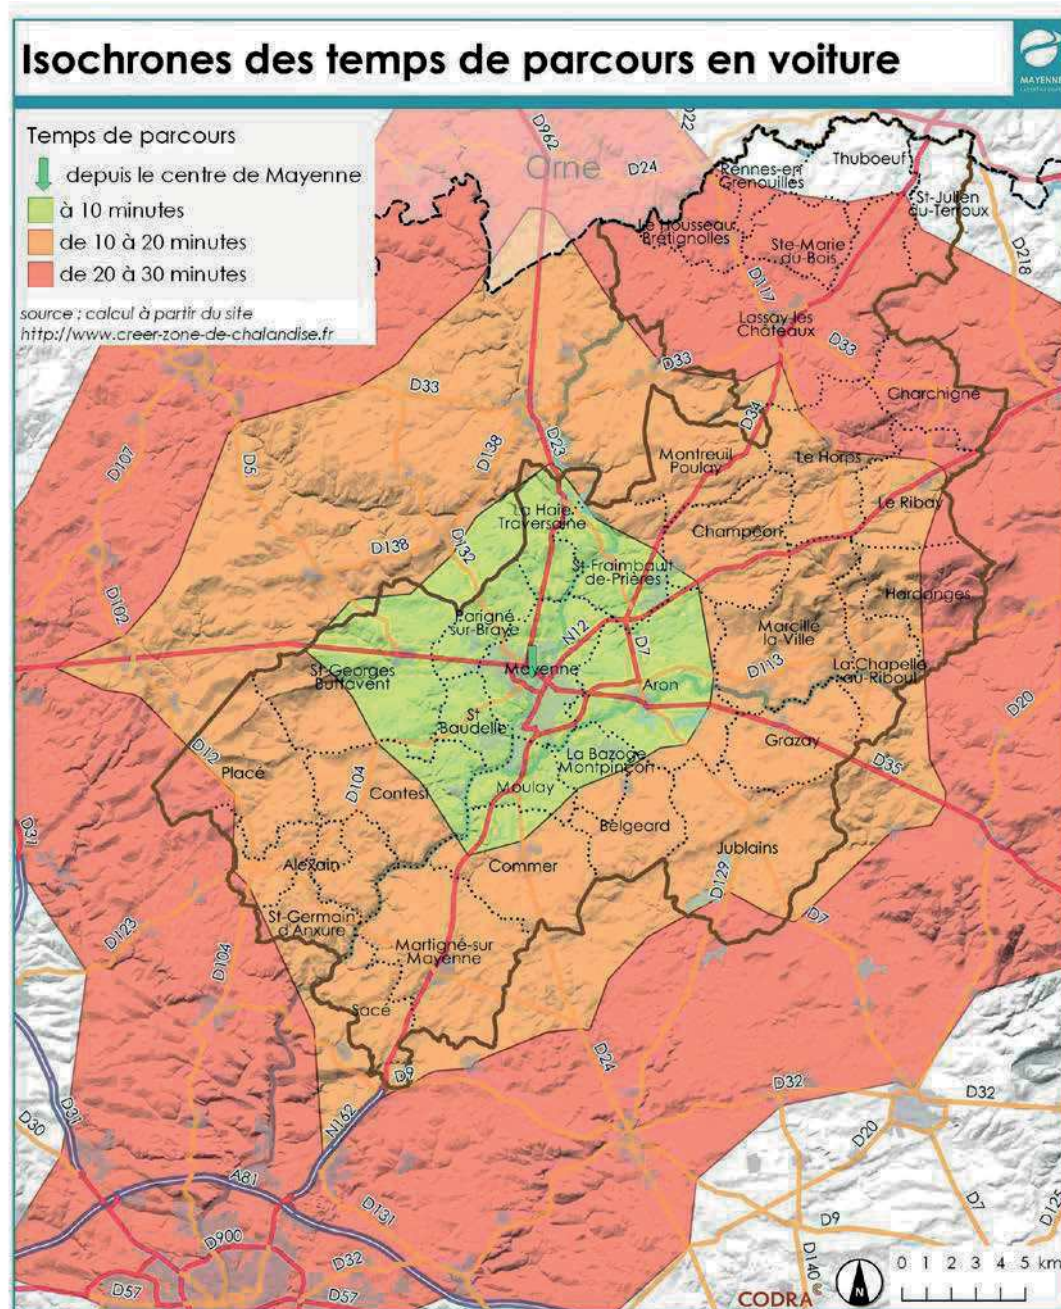 Isochrones des temps de parcours en voiture
MAYENNE
Temps de parcours
depuis le centre de Mayenne
à 10 minutes
de 10 à 20 minutes
de 20 à 30 minutes
source : calcul à partir du site
http://www.creer-zone-de-chalandise.fr
D962
D22
Orne
D24
Rennes-en
Grenouilles
Thuboeuf
St-Julien
du-Terroux
Le Housseau
Brétignolles
Ste-Marie
du-Bois
D218
D117
Lassay-les
Châteaux
D33
D33
D33
Charchigné
D107
D5
D138
D23
D34
Montreuil
Poulay
Le Horps
Le Ribay
La Haie
Traversaine
Champéon
D138
D132
St-Fraimbault
de-Prières
Hardanges
D102
Parigné
sur-Braye
N12
D7
Marcillé
la-Ville
St-Georges
Buttavent
Mayenne
Aron
D113
La Chapelle
au-Riboul
D20
St
Baudelle
D12
Placé
D104
Contest
La Bazoge
Montpinçon
Grazay
D35
Moulay
Belgeard
D31
Alexain
Commer
Jublains
D129
D7
St-Germain
d'Anxure
D123
D104
Martigné-sur
Mayenne
Sacé
D9
D24
D32
D32
D31
D30
N162
D20
A81
D131
D7
D900
D32
D9
D57
D57
D140
CODRA
N
0 1 2 3 4 5 km